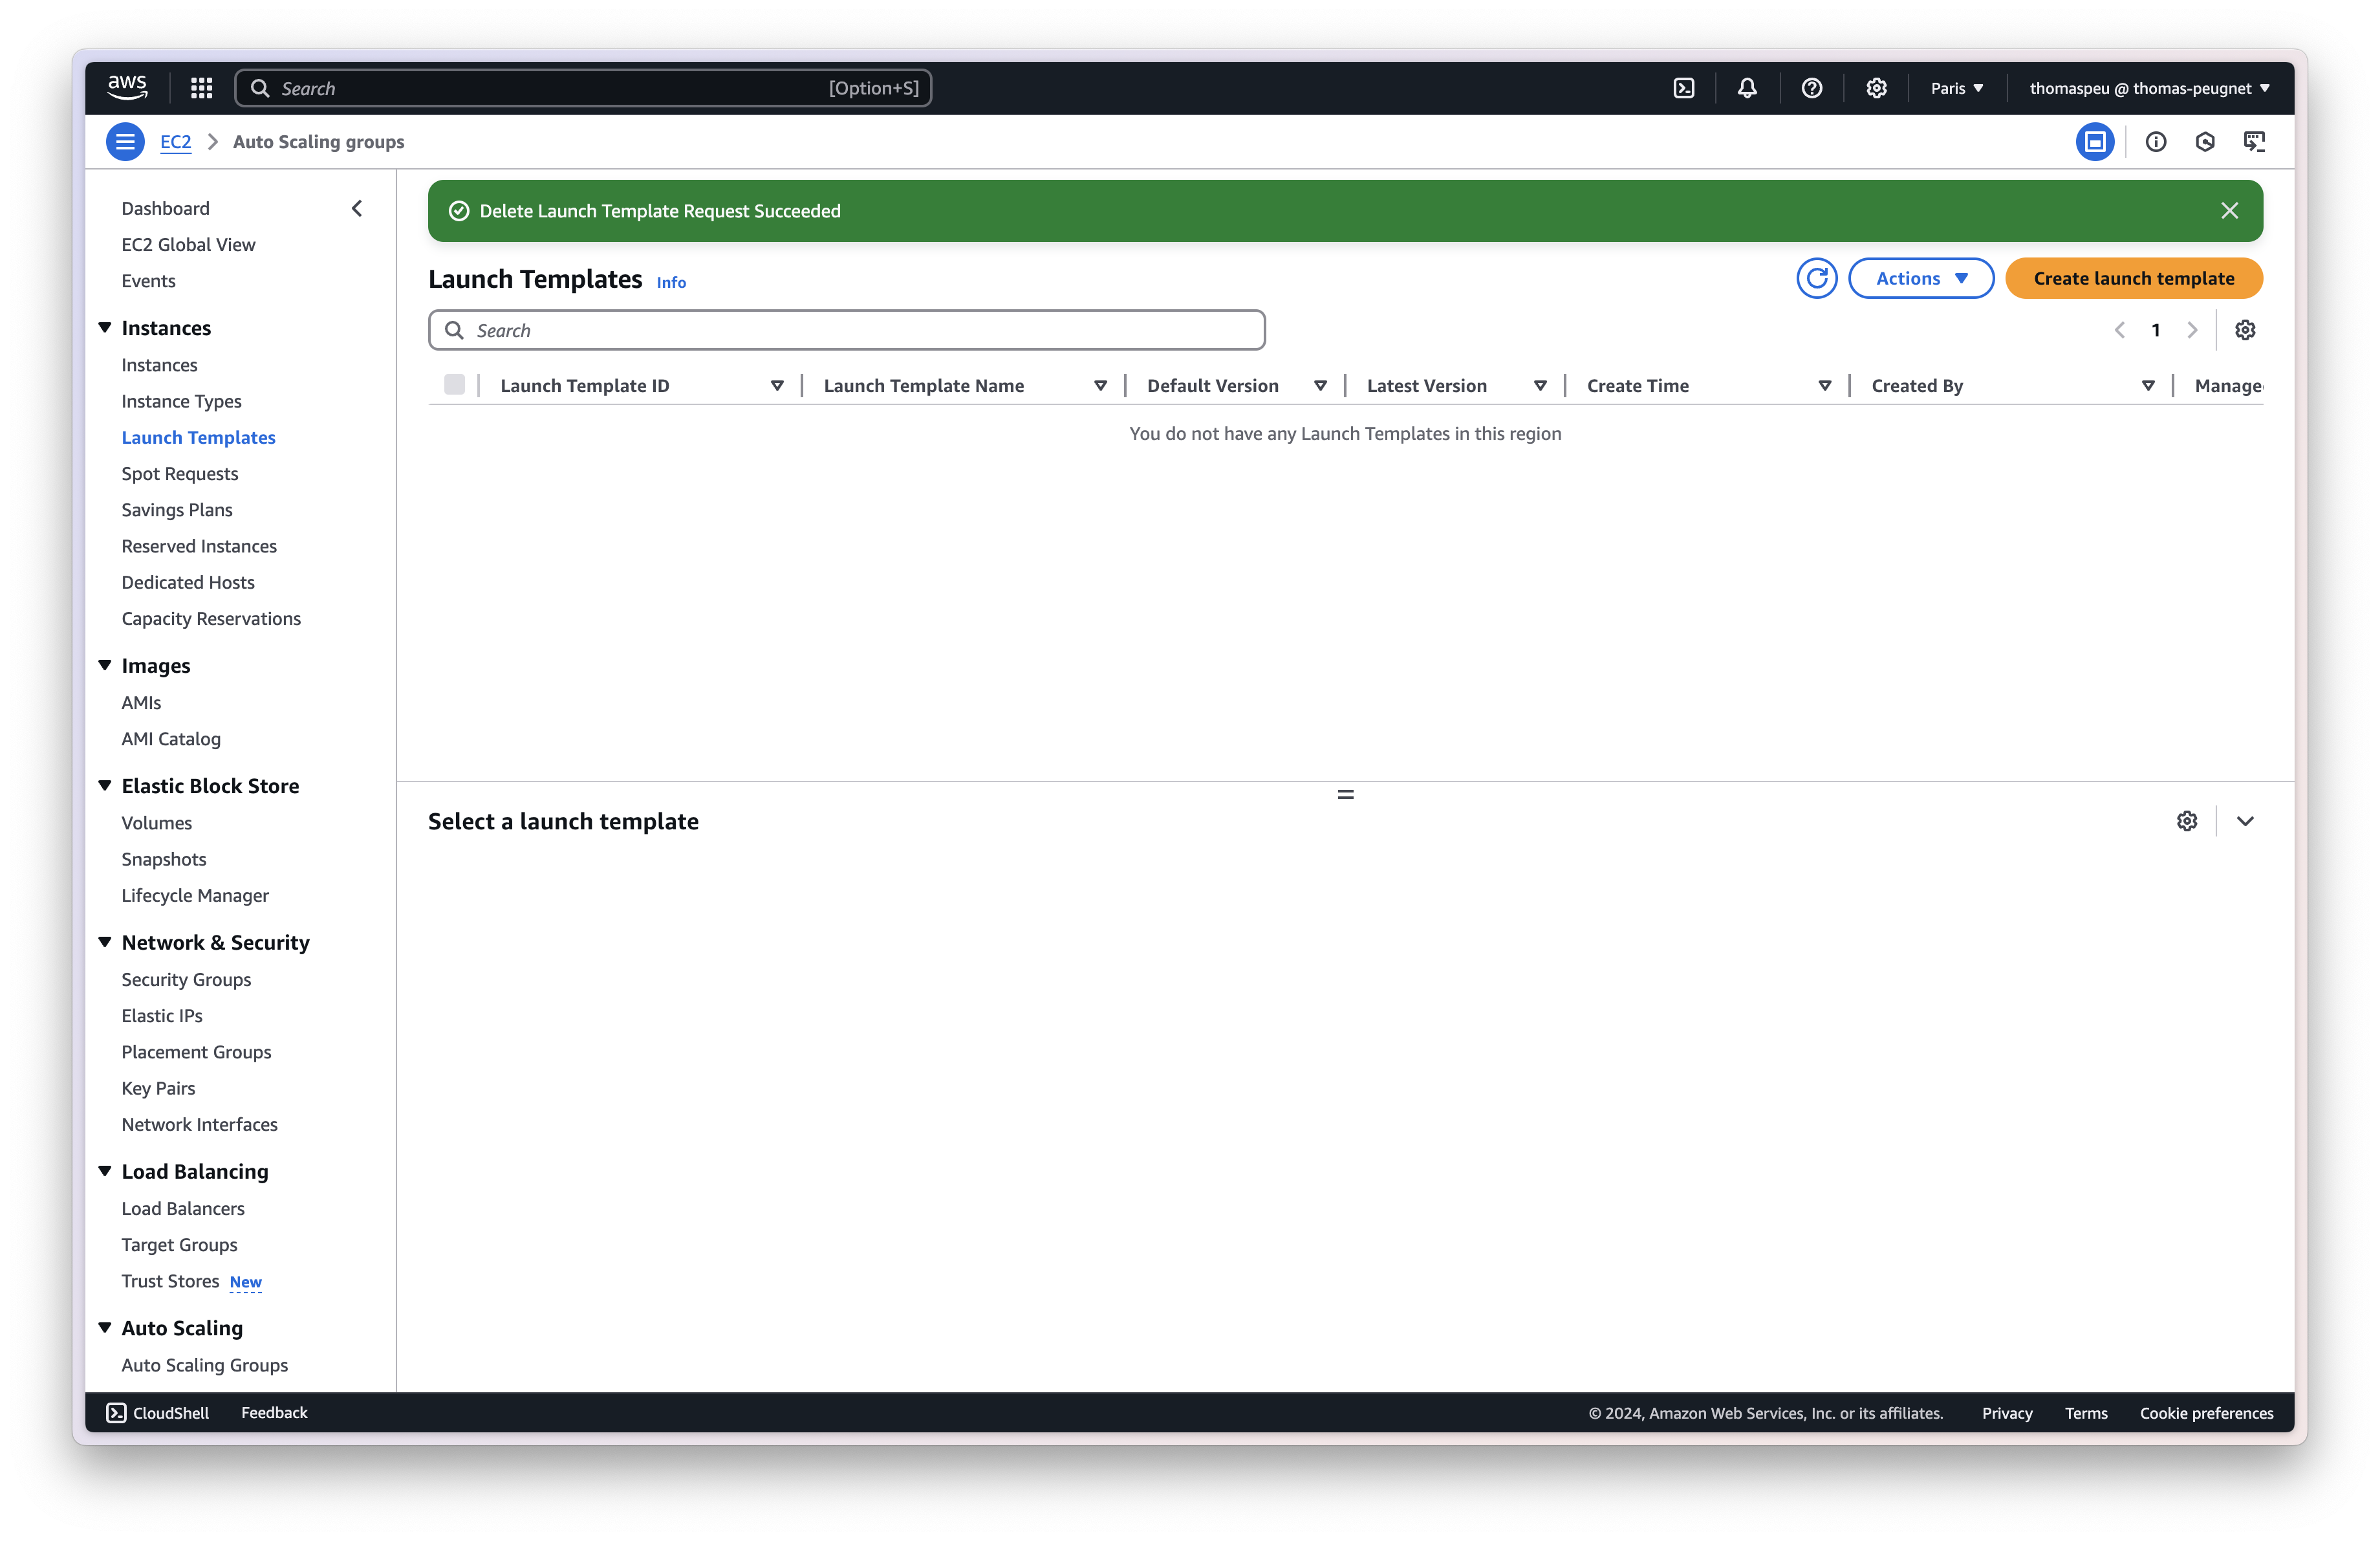 aws
Search [Option+S]
Paris
thomaspeu @ thomas-peugnet
EC2 Auto Scaling groups
Dashboard
EC2 Global View
Events
Instances
Instances
Instance Types
Launch Templates
Spot Requests
Savings Plans
Reserved Instances
Dedicated Hosts
Capacity Reservations
Images
AMIs
AMI Catalog
Elastic Block Store
Volumes
Snapshots
Lifecycle Manager
Network & Security
Security Groups
Elastic IPs
Placement Groups
Key Pairs
Network Interfaces
Load Balancing
Load Balancers
Target Groups
Trust Stores New
Auto Scaling
Auto Scaling Groups
Delete Launch Template Request Succeeded
Launch Templates Info
Actions
Create launch template
Search
1
Launch Template ID Launch Template Name Default Version Latest Version Create Time Created By Manage
You do not have any Launch Templates in this region
Select a launch template
CloudShell Feedback
© 2024, Amazon Web Services, Inc. or its affiliates. Privacy Terms Cookie preferences